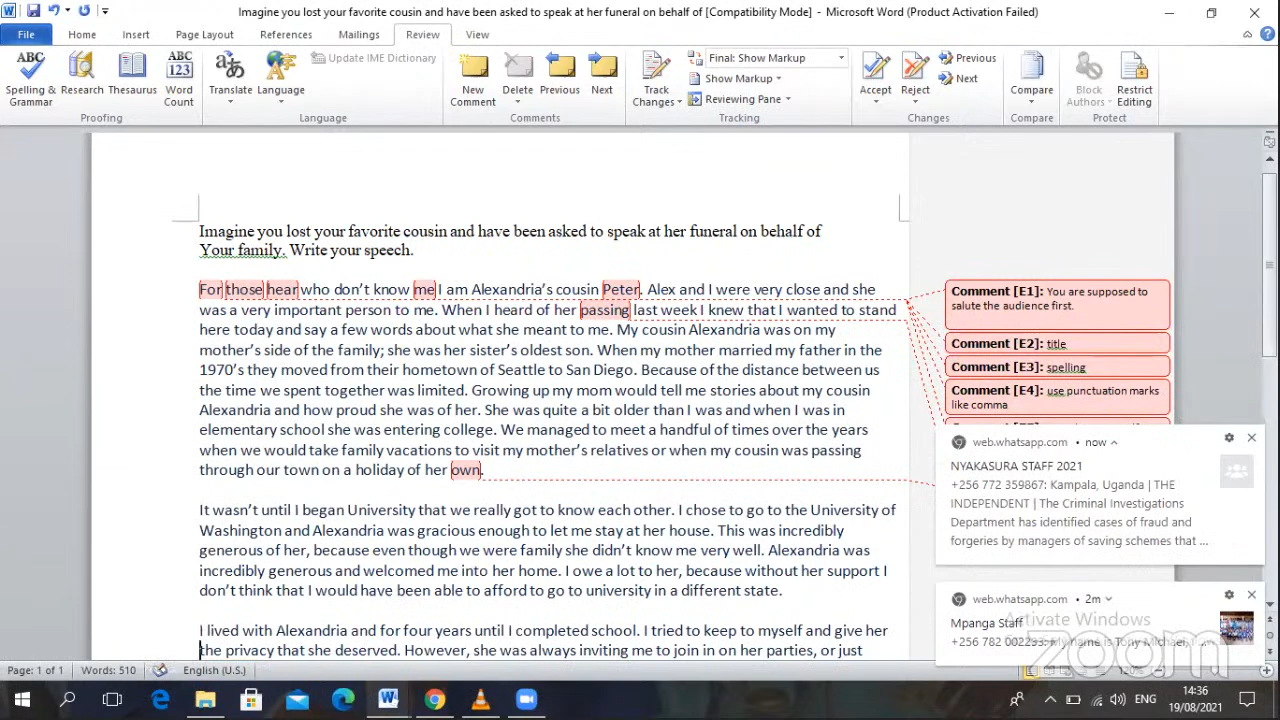 Imagine you lost your favorite cousin and have been asked to speak at her funeral on behalf of [Compatibility Mode] - Microsoft Word (Product Activation Failed)
File Home Insert Page Layout References Mailings Review View
Spelling & Grammar
Research
Thesaurus
Word Count
Translate
Language
Update IME Dictionary
New Comment
Delete
Previous
Next
Track Changes
Final: Show Markup
Show Markup
Reviewing Pane
Accept
Reject
Previous
Next
Compare
Block Authors
Restrict Editing
Proofing Language Comments Tracking Changes Compare Protect
Imagine you lost your favorite cousin and have been asked to speak at her funeral on behalf of
Your family. Write your speech.
For those hear who don’t know me I am Alexandria’s cousin Peter. Alex and I were very close and she
was a very important person to me. When I heard of her passing last week I knew that I wanted to stand
here today and say a few words about what she meant to me. My cousin Alexandria was on my
mother’s side of the family; she was her sister’s oldest son. When my mother married my father in the
1970’s they moved from their hometown of Seattle to San Diego. Because of the distance between us
the time we spent together was limited. Growing up my mom would tell me stories about my cousin
Alexandria and how proud she was of her. She was quite a bit older than I was and when I was in
elementary school she was entering college. We managed to meet a handful of times over the years
when we would take family vacations to visit my mother’s relatives or when my cousin was passing
through our town on a holiday of her own.
It wasn’t until I began University that we really got to know each other. I chose to go to the University of
Washington and Alexandria was gracious enough to let me stay at her house. This was incredibly
generous of her, because even though we were family she didn’t know me very well. Alexandria was
incredibly generous and welcomed me into her home. I owe a lot to her, because without her support I
don’t think that I would have been able to afford to go to university in a different state.
I lived with Alexandria and for four years until I completed school. I tried to keep to myself and give her
the privacy that she deserved. However, she was always inviting me to join in on her parties, or just
Comment [E1]: You are supposed to
salute the audience first.
Comment [E2]: title
Comment [E3]: spelling
Comment [E4]: use punctuation marks
like comma
web.whatsapp.com • now
NYAKASURA STAFF 2021
+256 772 359867: Kampala, Uganda | THE
INDEPENDENT | The Criminal Investigations
Department has identified cases of fraud and
forgeries by managers of saving schemes that ...
web.whatsapp.com • 2m
Mpanga Staff
+256 782 002293: My name is Tony Michael,
Activate Windows
zoom
Page: 1 of 1 Words: 510 English (U.S.) 120%
ENG
14:36
19/08/2021